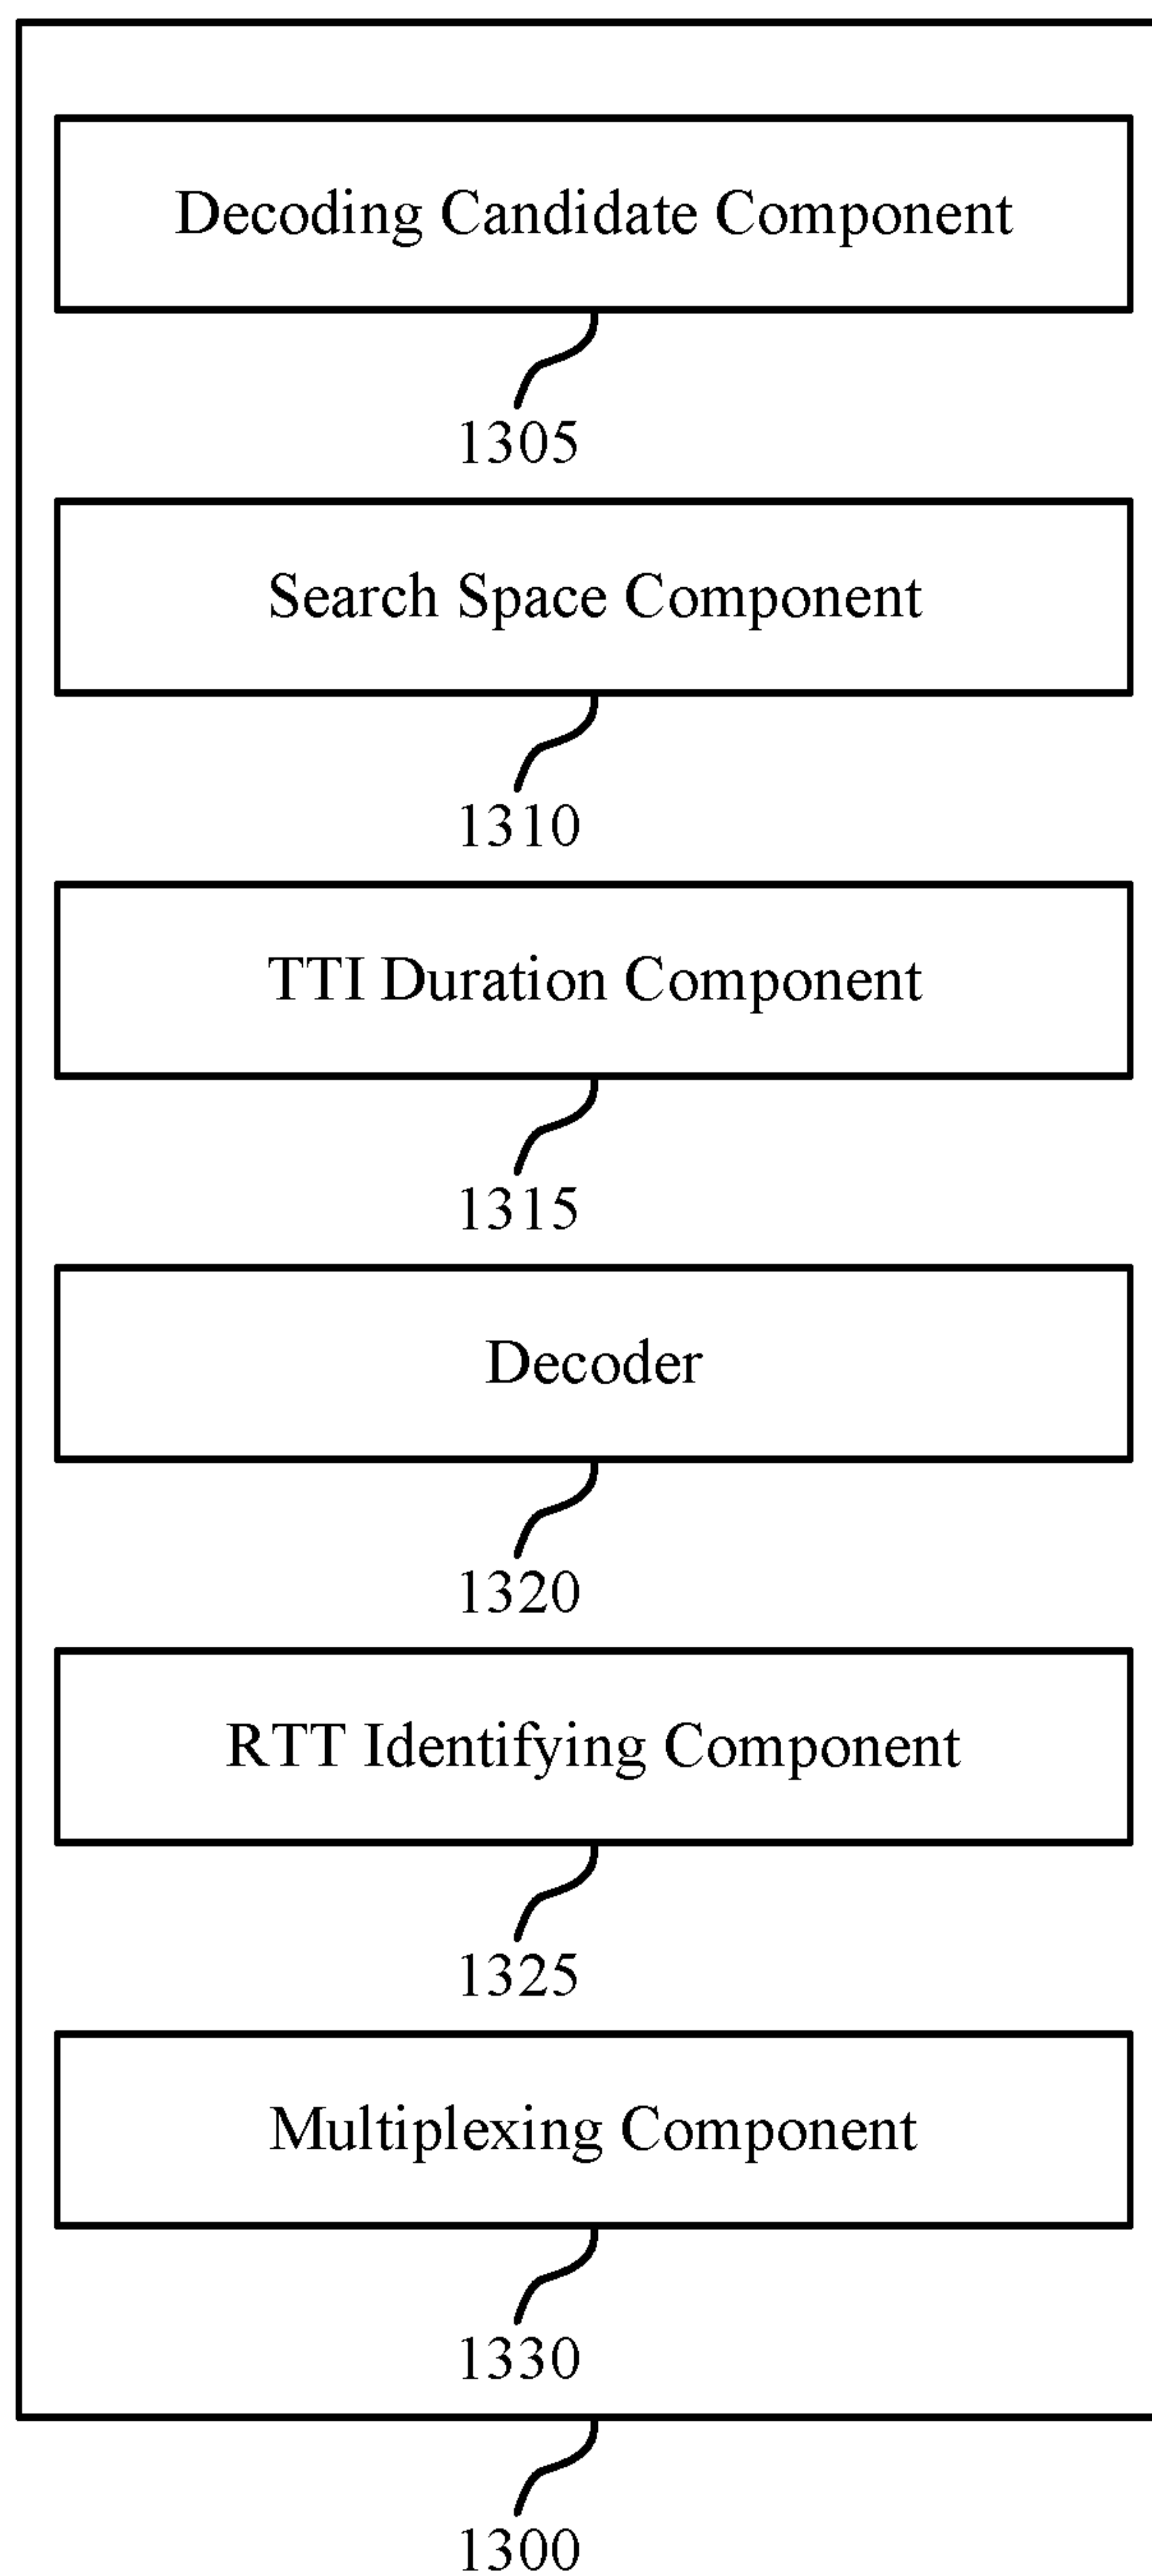 Decoding Candidate Component
1305
Search Space Component
1310
TTI Duration Component
1315
Decoder
1320
RTT Identifying Component
1325
Multiplexing Component
1330
1300